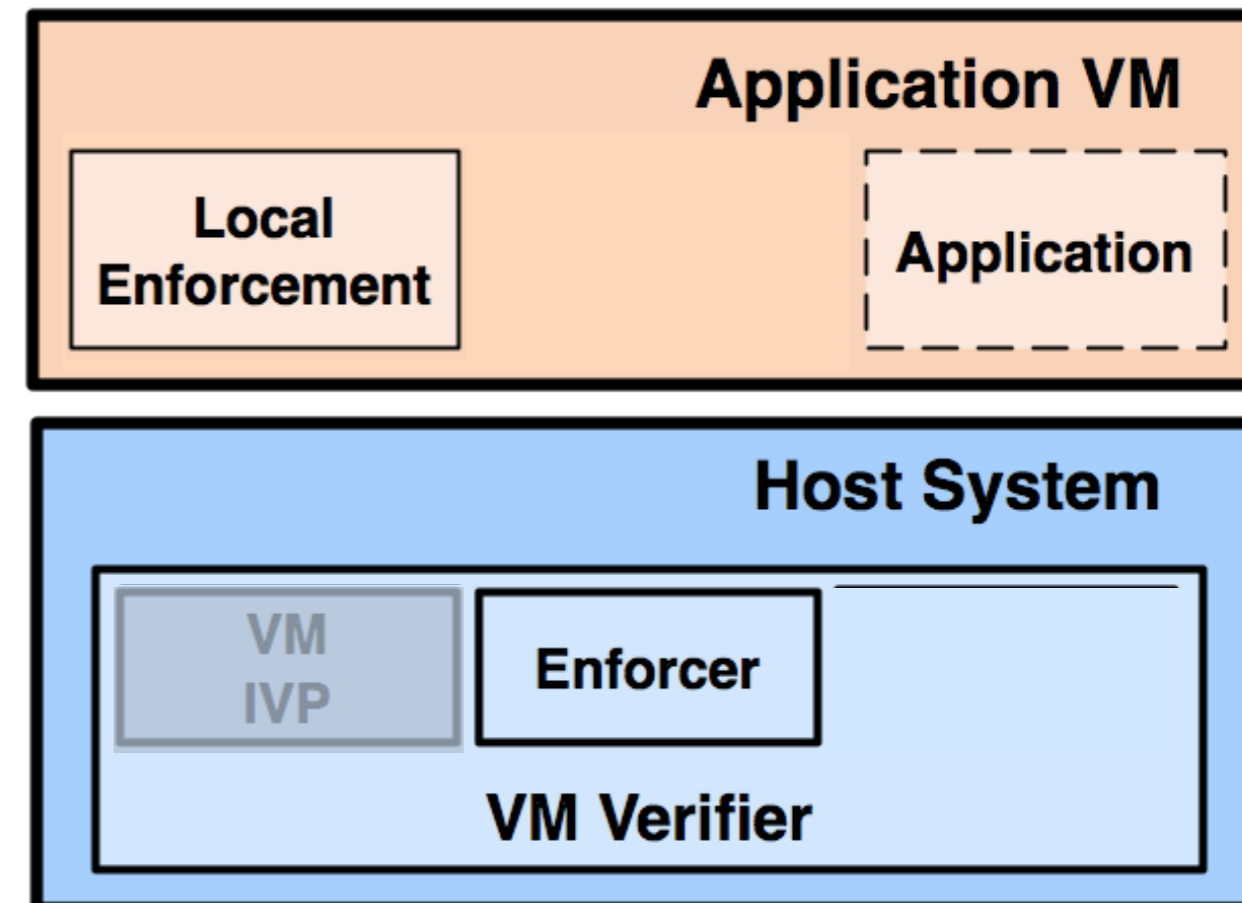 Application VM
Local
Enforcement
Application
Host System
VM
IVP
Enforcer
VM Verifier